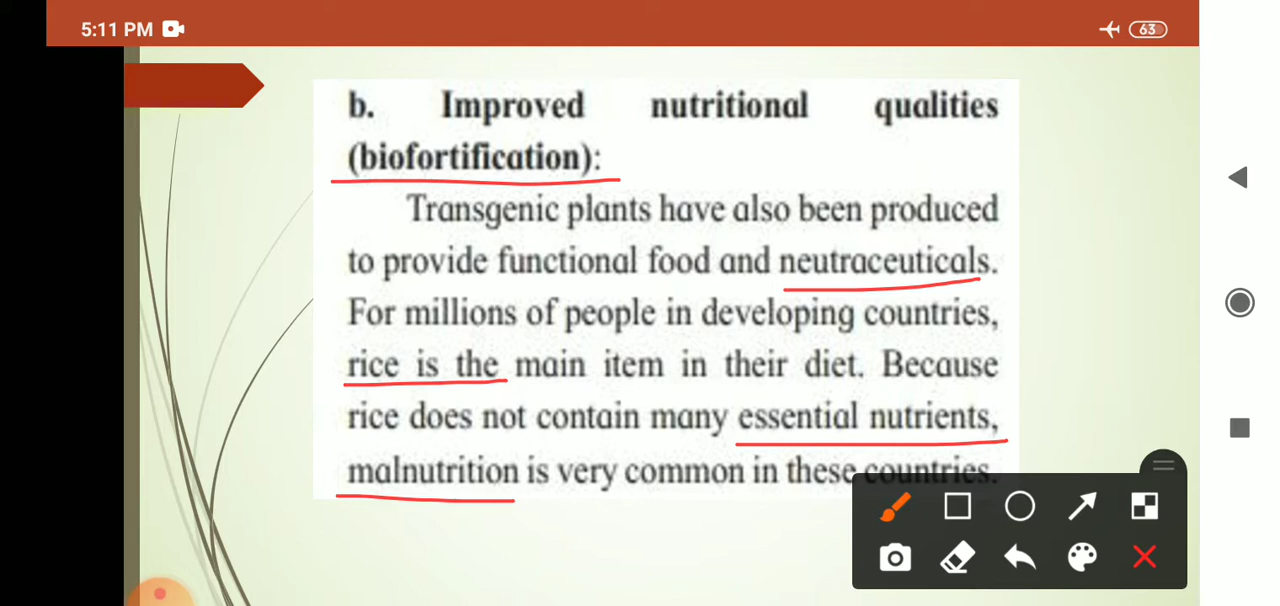 5:11 PM
63
b. Improved nutritional qualities
(biofortification):
Transgenic plants have also been produced
to provide functional food and neutraceuticals.
For millions of people in developing countries,
rice is the main item in their diet. Because
rice does not contain many essential nutrients,
malnutrition is very common in these countries.